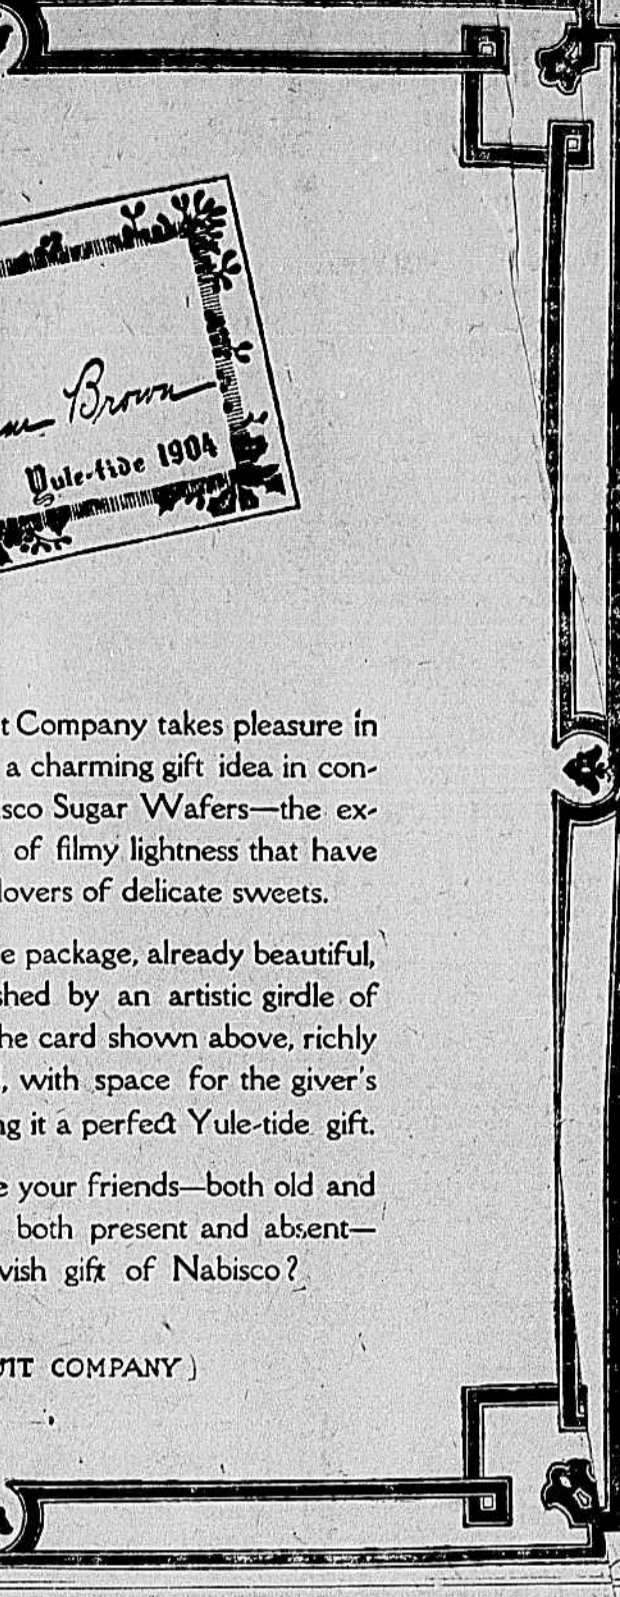 Brown
Yule-tide 1904
t Company takes pleasure in
a charming gift idea in con-
sco Sugar Wafers—the ex-
of filmy lightness that have
lovers of delicate sweets.
e package, already beautiful,
shed by an artistic girdle of
he card shown above, richly
, with space for the giver's
ng it a perfect Yule-tide gift.
e your friends—both old and
both present and absent—
vish gift of Nabisco?
UIT COMPANY)